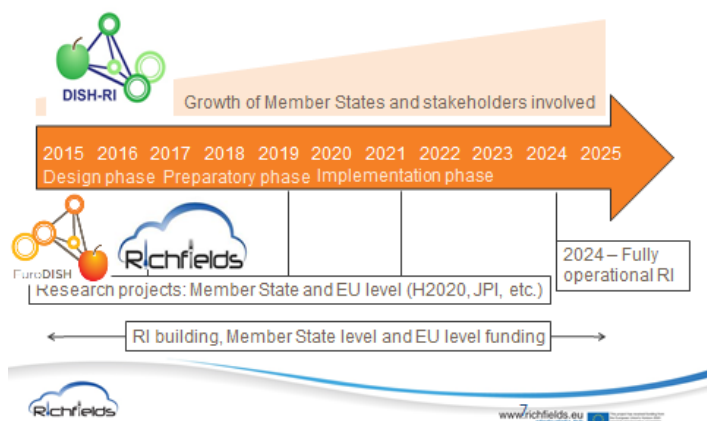 DISH-RI
Growth of Member States and stakeholders involved
2015 2016 2017 2018 2019 2020 2021 2022 2023 2024 2025
Design phase Preparatory phase Implementation phase
EuroDISH
Richfields
2024 – Fully
operational RI
Research projects: Member State and EU level (H2020, JPI, etc.)
RI building, Member State level and EU level funding
Richfields
7
www.richfields.eu